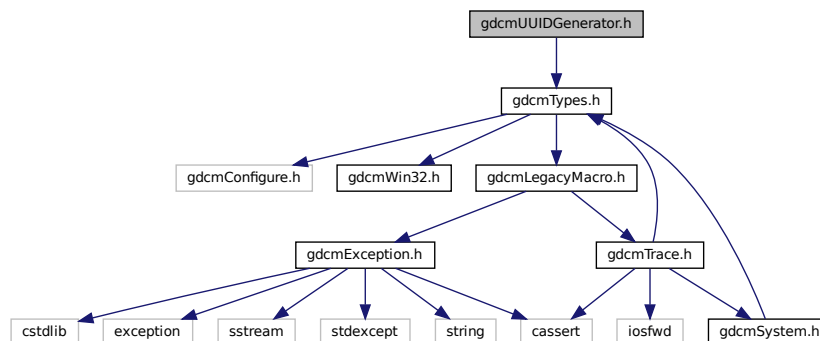 gdcmUUIDGenerator.h
gdcmTypes.h
gdcmConfigure.h
gdcmWin32.h
gdcmLegacyMacro.h
gdcmException.h
gdcmTrace.h
cstdlib
exception
sstream
stdexcept
string
cassert
iosfwd
gdcmSystem.h